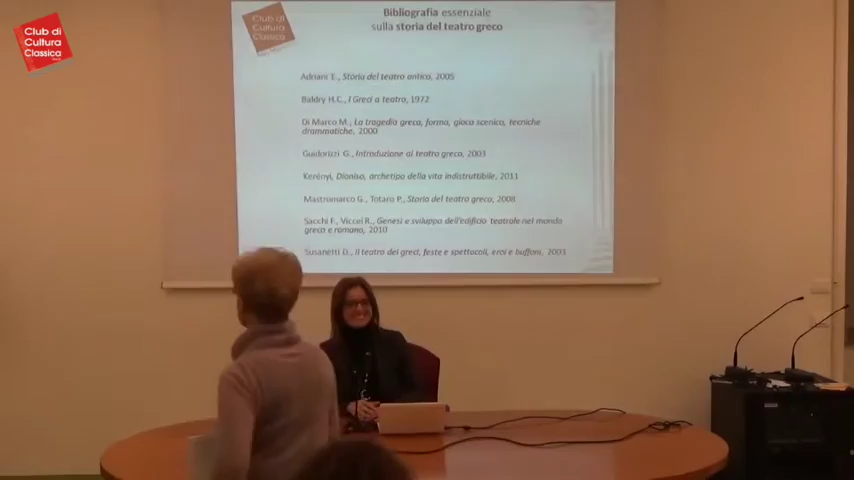 Club di
Cultura
Classica
Club di
Cultura
Classica
Bibliografia essenziale
sulla storia del teatro greco
Adriani E., Storia del teatro antico, 2005
Baldry H.C., I Greci a teatro, 1972
Di Marco M., La tragedia greca, forma, gioco scenico, tecniche
drammatiche, 2000
Guidorizzi G., Introduzione al teatro greco, 2003
Kerényi, Dioniso, archetipo della vita indistruttibile, 2011
Mastromarco G., Totaro P., Storia del teatro greco, 2008
Sacchi F., Viccei R., Genesi e sviluppo dell'edificio teatrale nel mondo
greco e romano, 2010
Susanetti D., Il teatro dei greci, feste e spettacoli, eroi e buffoni, 2003